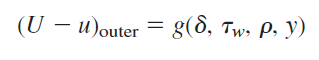 (U − u)outer = g(δ, τw, ρ, y)